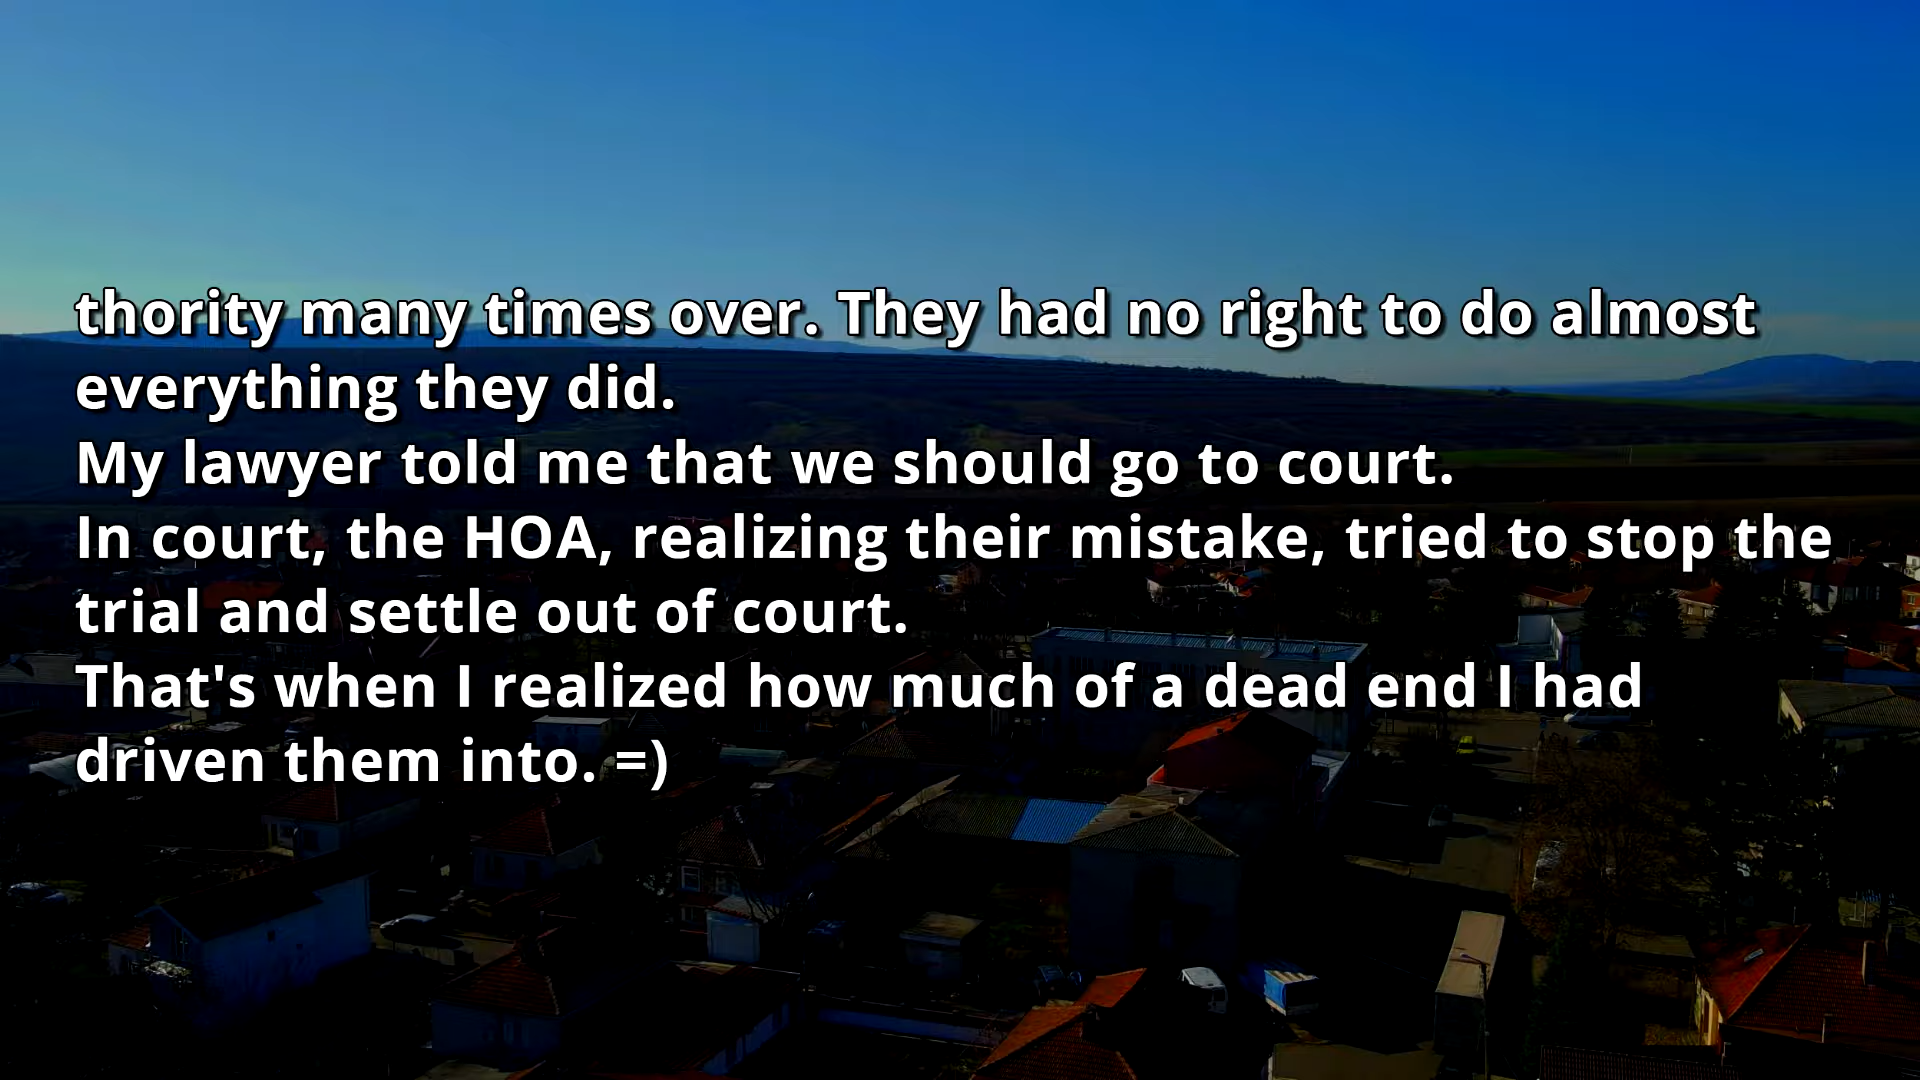 thority many times over. They had no right to do almost
everything they did.
My lawyer told me that we should go to court.
In court, the HOA, realizing their mistake, tried to stop the
trial and settle out of court.
That's when I realized how much of a dead end I had
driven them into. =)